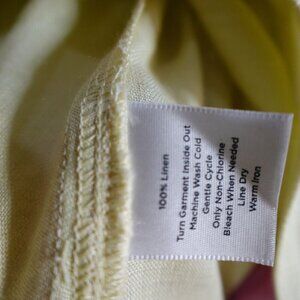 100% Linen
Turn Garment Inside Out
Machine Wash Cold
Gentle Cycle
Only Non-Chlorine
Bleach When Needed
Line Dry
Warm Iron